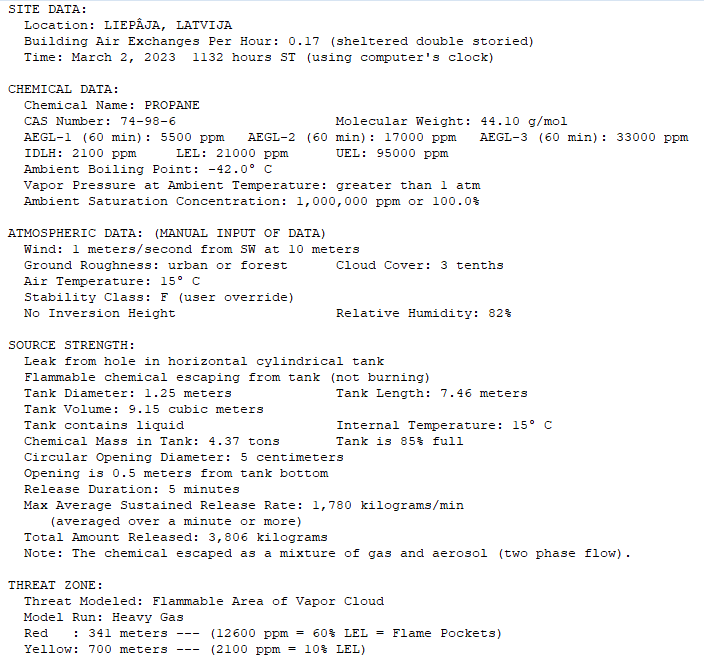 SITE DATA:
Location: LIEPÂJA, LATVIJA
Building Air Exchanges Per Hour: 0.17 (sheltered double storied)
Time: March 2, 2023  1132 hours ST (using computer's clock)
CHEMICAL DATA:
Chemical Name: PROPANE
CAS Number: 74-98-6 Molecular Weight: 44.10 g/mol
AEGL-1 (60 min): 5500 ppm AEGL-2 (60 min): 17000 ppm AEGL-3 (60 min): 33000 ppm
IDLH: 2100 ppm LEL: 21000 ppm UEL: 95000 ppm
Ambient Boiling Point: -42.0° C
Vapor Pressure at Ambient Temperature: greater than 1 atm
Ambient Saturation Concentration: 1,000,000 ppm or 100.0%
ATMOSPHERIC DATA: (MANUAL INPUT OF DATA)
Wind: 1 meters/second from SW at 10 meters
Ground Roughness: urban or forest Cloud Cover: 3 tenths
Air Temperature: 15° C
Stability Class: F (user override)
No Inversion Height Relative Humidity: 82%
SOURCE STRENGTH:
Leak from hole in horizontal cylindrical tank
Flammable chemical escaping from tank (not burning)
Tank Diameter: 1.25 meters Tank Length: 7.46 meters
Tank Volume: 9.15 cubic meters
Tank contains liquid Internal Temperature: 15° C
Chemical Mass in Tank: 4.37 tons Tank is 85% full
Circular Opening Diameter: 5 centimeters
Opening is 0.5 meters from tank bottom
Release Duration: 5 minutes
Max Average Sustained Release Rate: 1,780 kilograms/min
(averaged over a minute or more)
Total Amount Released: 3,806 kilograms
Note: The chemical escaped as a mixture of gas and aerosol (two phase flow).
THREAT ZONE:
Threat Modeled: Flammable Area of Vapor Cloud
Model Run: Heavy Gas
Red   : 341 meters --- (12600 ppm = 60% LEL = Flame Pockets)
Yellow: 700 meters --- (2100 ppm = 10% LEL)